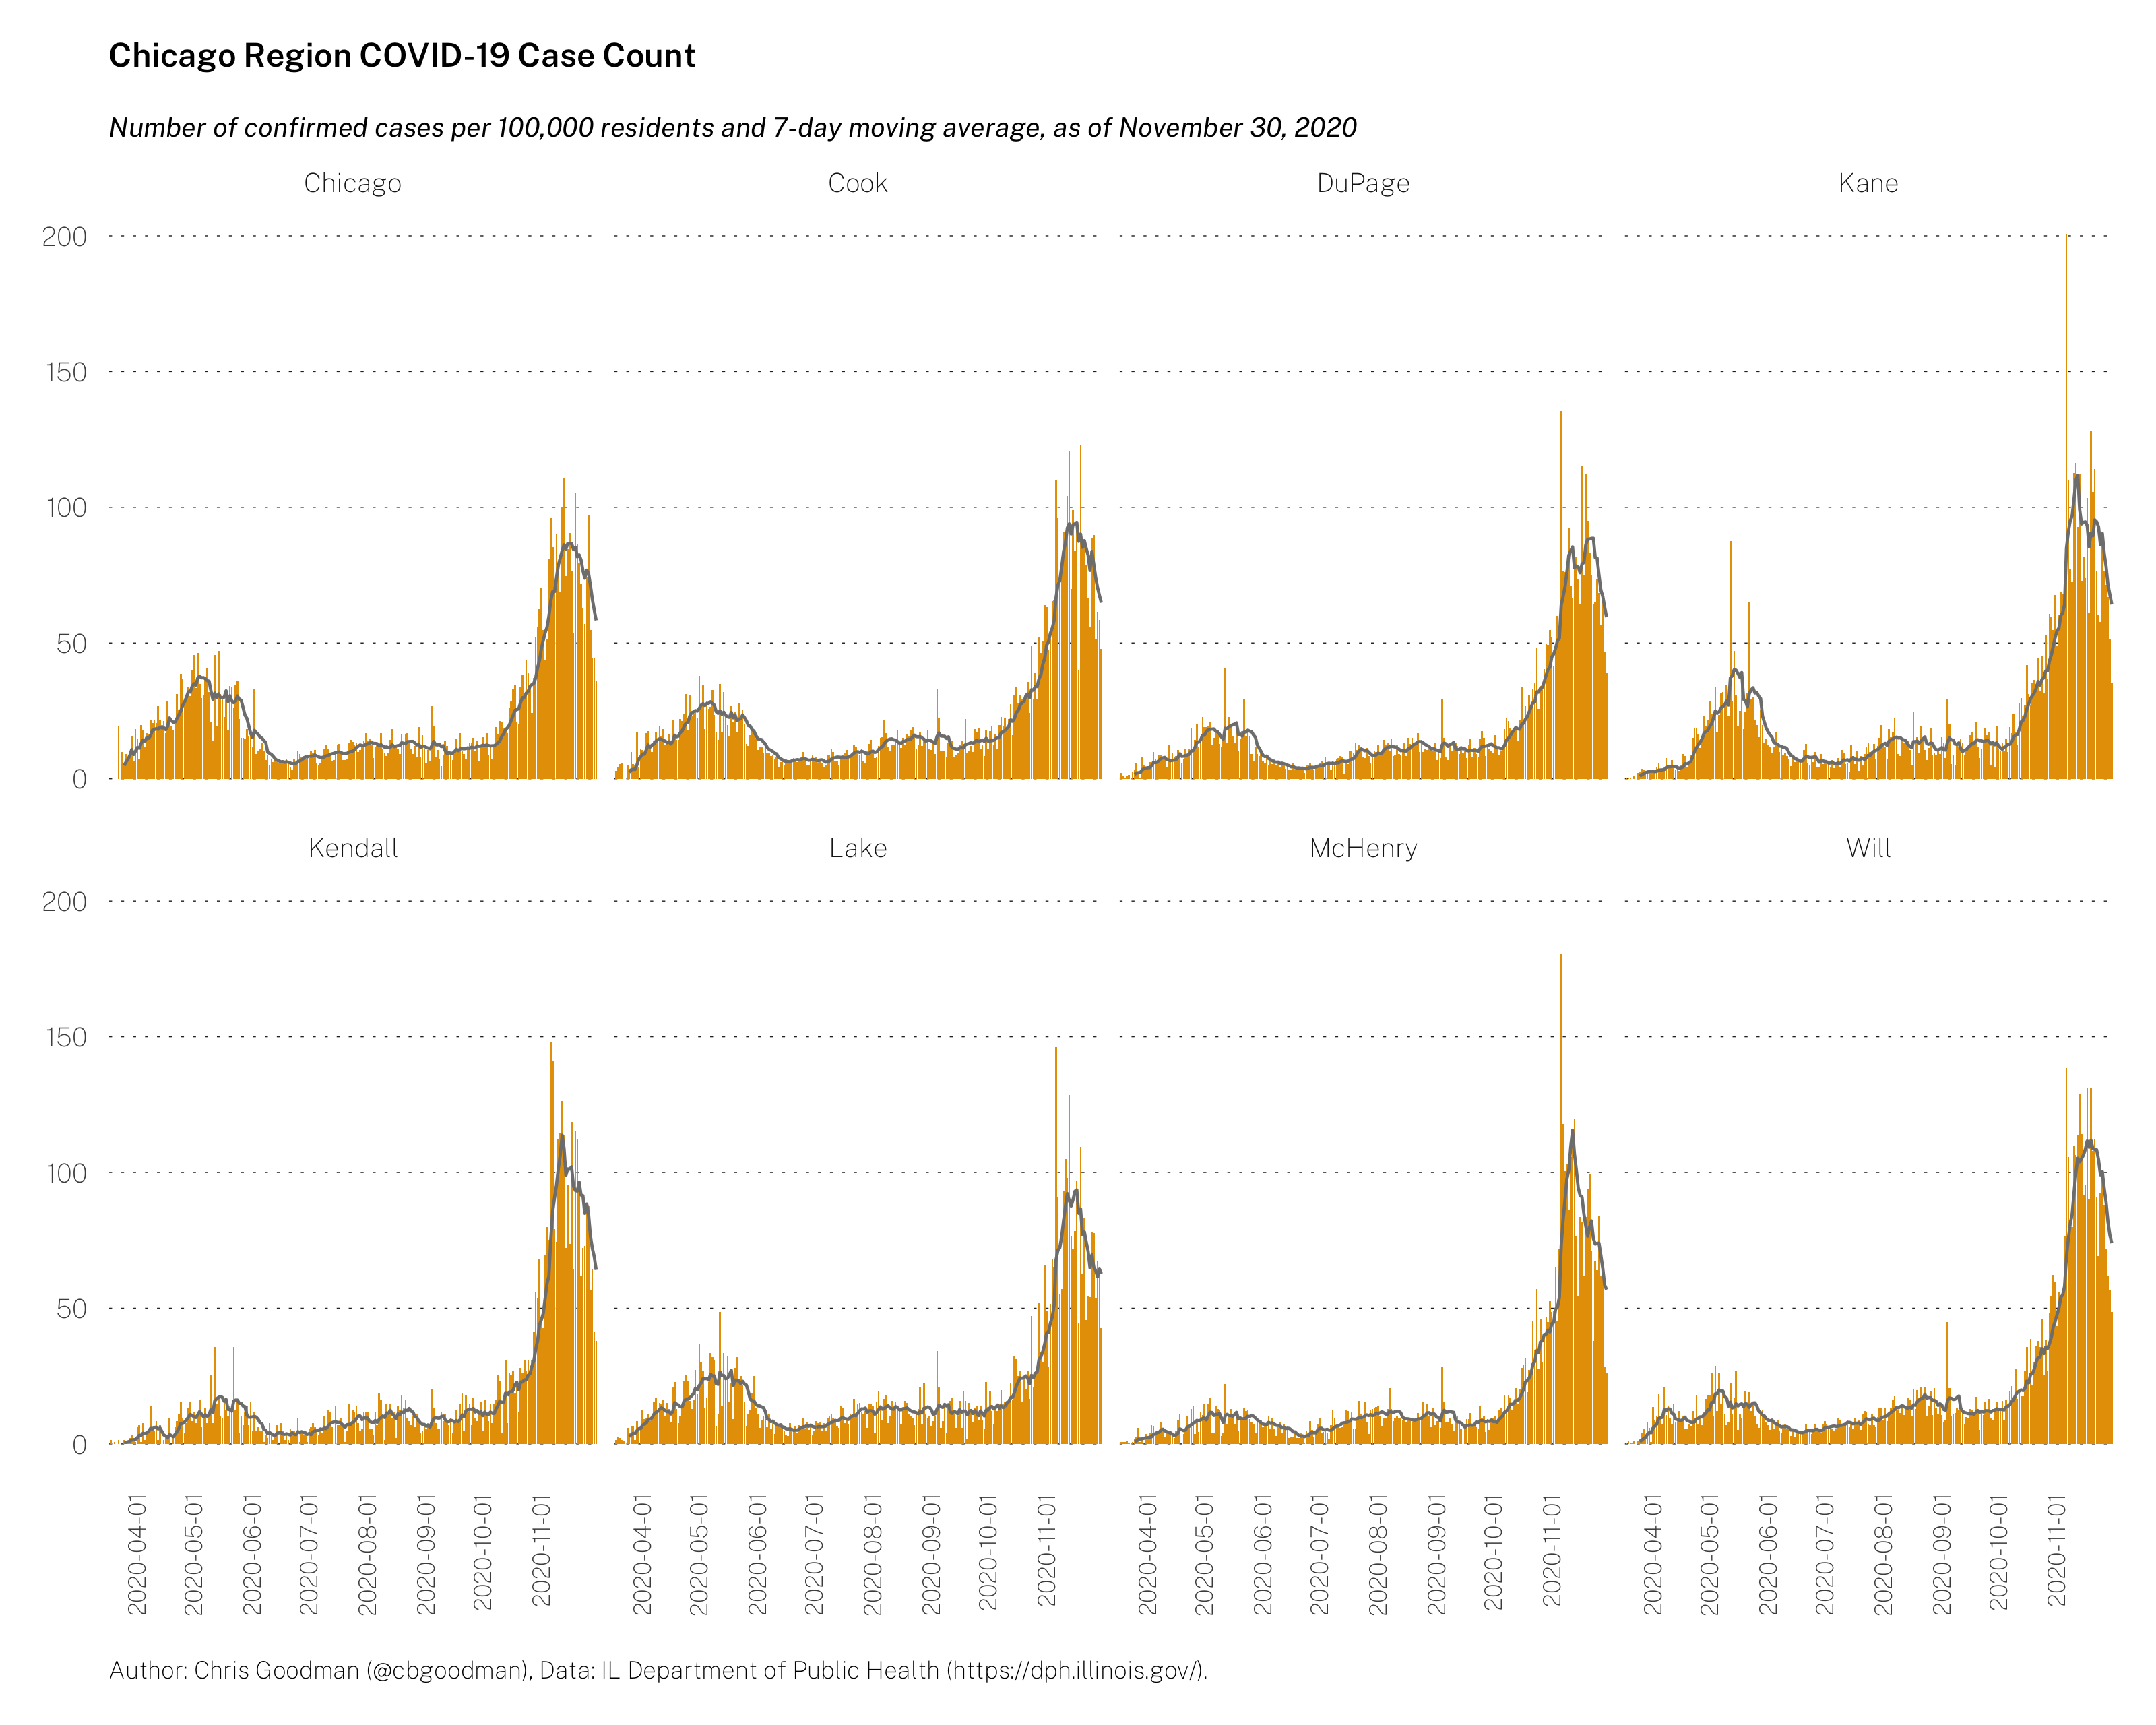 Chicago Region COVID-19 Case Count
Number of confirmed cases per 100,000 residents and 7-day moving average, as of November 30, 2020
Chicago Cook DuPage Kane
200
150
100
50
0
Kendall Lake McHenry Will
200
150
100
50
0
2020-04-01 2020-05-01 2020-06-01 2020-07-01 2020-08-01 2020-09-01 2020-10-01 2020-11-01 2020-04-01 2020-05-01 2020-06-01 2020-07-01 2020-08-01 2020-09-01 2020-10-01 2020-11-01 2020-04-01 2020-05-01 2020-06-01 2020-07-01 2020-08-01 2020-09-01 2020-10-01 2020-11-01 2020-04-01 2020-05-01 2020-06-01 2020-07-01 2020-08-01 2020-09-01 2020-10-01 2020-11-01
Author: Chris Goodman (@cbgoodman), Data: IL Department of Public Health (https://dph.illinois.gov/).